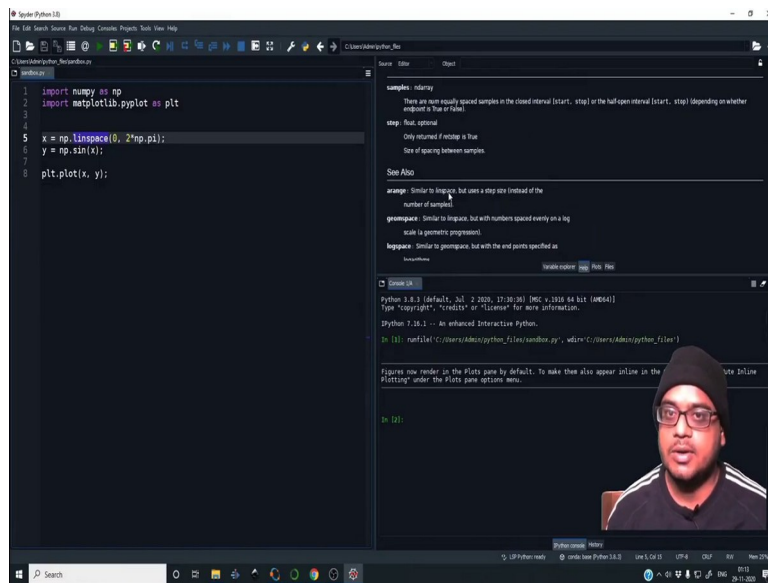 Spyder (Python 3.8)
File Edit Search Source Run Debug Consoles Projects Tools View Help
C:\Users\Admin\python_files
C:\Users\Admin\python_files\sandbox.py
sandbox.py
1 import numpy as np
2 import matplotlib.pyplot as plt
3
4
5 x = np.linspace(0, 2*np.pi);
6 y = np.sin(x);
7
8 plt.plot(x, y);
Source Editor Object
samples : ndarray
There are num equally spaced samples in the closed interval [start, stop] or the half-open interval [start, stop) (depending on whether
endpoint is True or False).
step : float, optional
Only returned if retstep is True
Size of spacing between samples.
See Also
arange : Similar to linspace, but uses a step size (instead of the
number of samples).
geomspace : Similar to linspace, but with numbers spaced evenly on a log
scale (a geometric progression).
logspace : Similar to geomspace, but with the end points specified as
Variable explorer Help Plots Files
Console 1/A
Python 3.8.3 (default, Jul 2 2020, 17:30:36) [MSC v.1916 64 bit (AMD64)]
Type "copyright", "credits" or "license" for more information.
IPython 7.16.1 -- An enhanced Interactive Python.
In [1]: runfile('C:/Users/Admin/python_files/sandbox.py', wdir='C:/Users/Admin/python_files')
Figures now render in the Plots pane by default. To make them also appear inline in the Inline
Plotting" under the Plots pane options menu.
In [2]:
IPython console History
LSP Python: ready conda: base (Python 3.8.3) Line 5, Col 13 UTF-8 CRLF RW Mem 25%
Search
ENG 01:13
29-11-2020